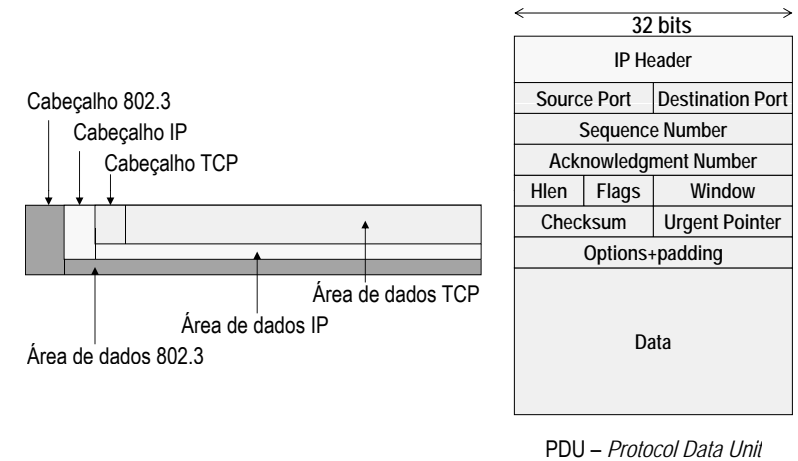 Cabeçalho 802.3
Cabeçalho IP
Cabeçalho TCP
Área de dados TCP
Área de dados IP
Área de dados 802.3
32 bits
IP Header
Source Port Destination Port
Sequence Number
Acknowledgment Number
Hlen Flags Window
Checksum Urgent Pointer
Options+padding
Data
PDU – Protocol Data Unit